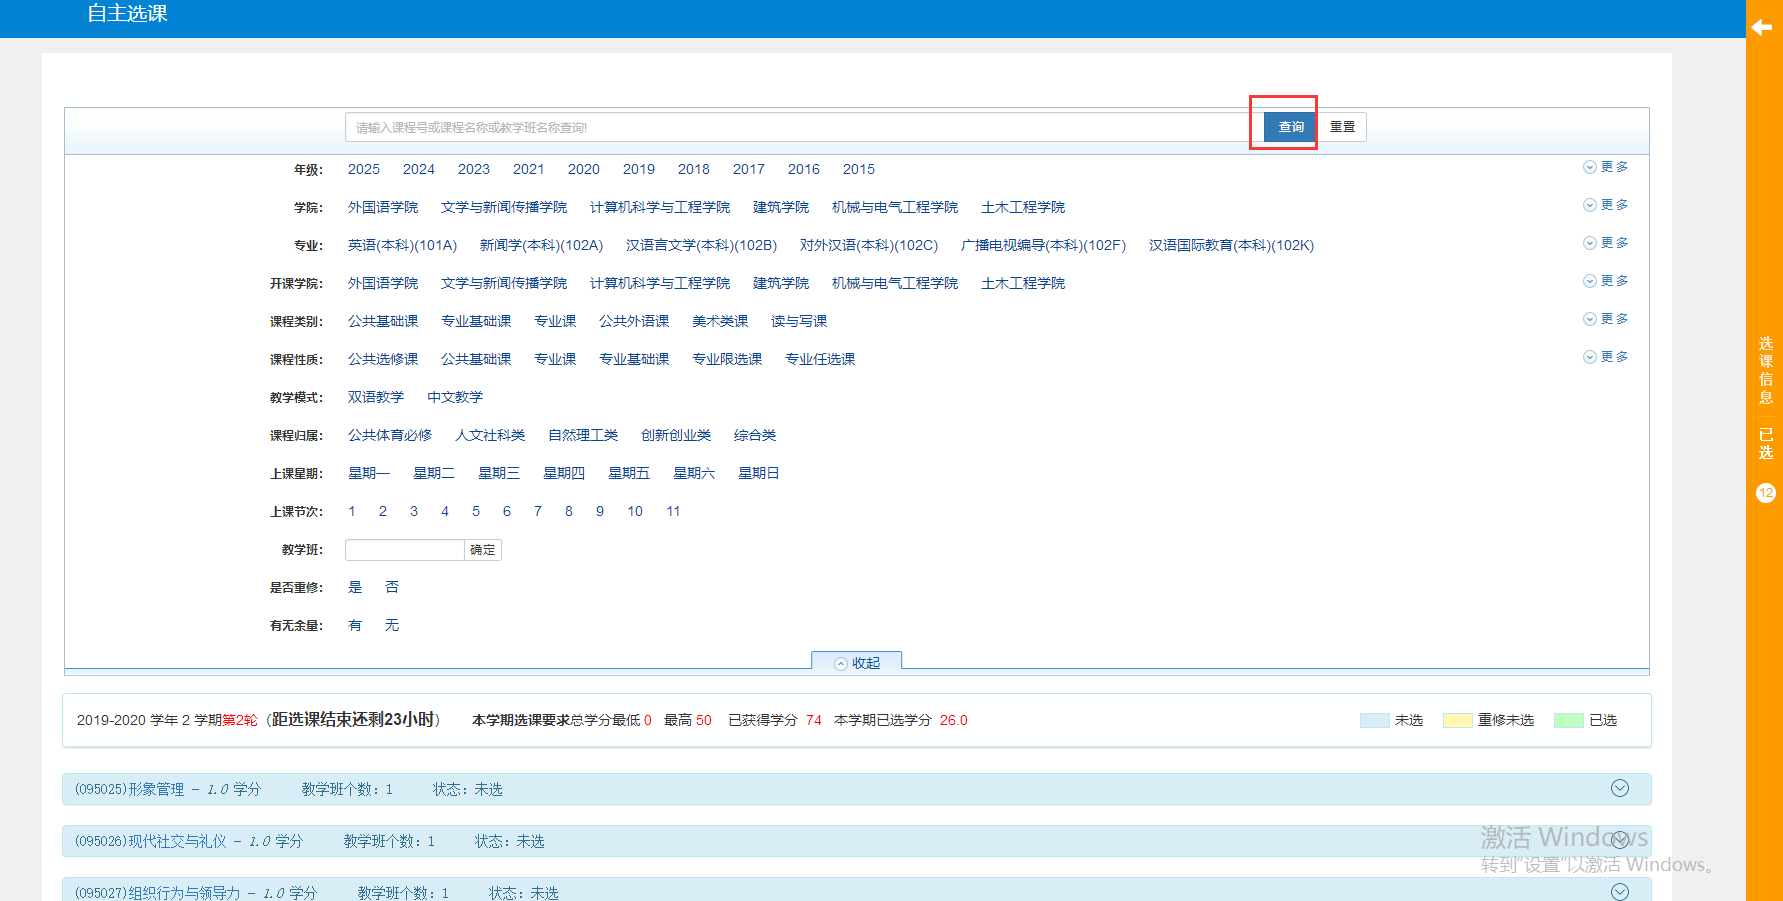 自主选课
请输入课程号或课程名称或教学班名称查询! 查询 重置
年级： 2025 2024 2023 2021 2020 2019 2018 2017 2016 2015 更多
学院： 外国语学院 文学与新闻传播学院 计算机科学与工程学院 建筑学院 机械与电气工程学院 土木工程学院 更多
专业： 英语(本科)(101A) 新闻学(本科)(102A) 汉语言文学(本科)(102B) 对外汉语(本科)(102C) 广播电视编导(本科)(102F) 汉语国际教育(本科)(102K) 更多
开课学院： 外国语学院 文学与新闻传播学院 计算机科学与工程学院 建筑学院 机械与电气工程学院 土木工程学院 更多
课程类别： 公共基础课 专业基础课 专业课 公共外语课 美术类课 读与写课 更多
课程性质： 公共选修课 公共基础课 专业课 专业基础课 专业限选课 专业任选课 更多
教学模式： 双语教学 中文教学
课程归属： 公共体育必修 人文社科类 自然理工类 创新创业类 综合类
上课星期： 星期一 星期二 星期三 星期四 星期五 星期六 星期日
上课节次： 1 2 3 4 5 6 7 8 9 10 11
教学班： 确定
是否重修： 是 否
有无余量： 有 无
收起
2019-2020 学年 2 学期第2轮（距选课结束还剩23小时） 本学期选课要求总学分最低 0 最高 50 已获得学分 74 本学期已选学分 26.0 未选 重修未选 已选
(095025)形象管理 - 1.0 学分 教学班个数：1 状态：未选
(095026)现代社交与礼仪 - 1.0 学分 教学班个数：1 状态：未选
(095027)组织行为与领导力 - 1.0 学分 教学班个数：1 状态：未选
激活 Windows
转到“设置”以激活 Windows。
选课信息
已选
12